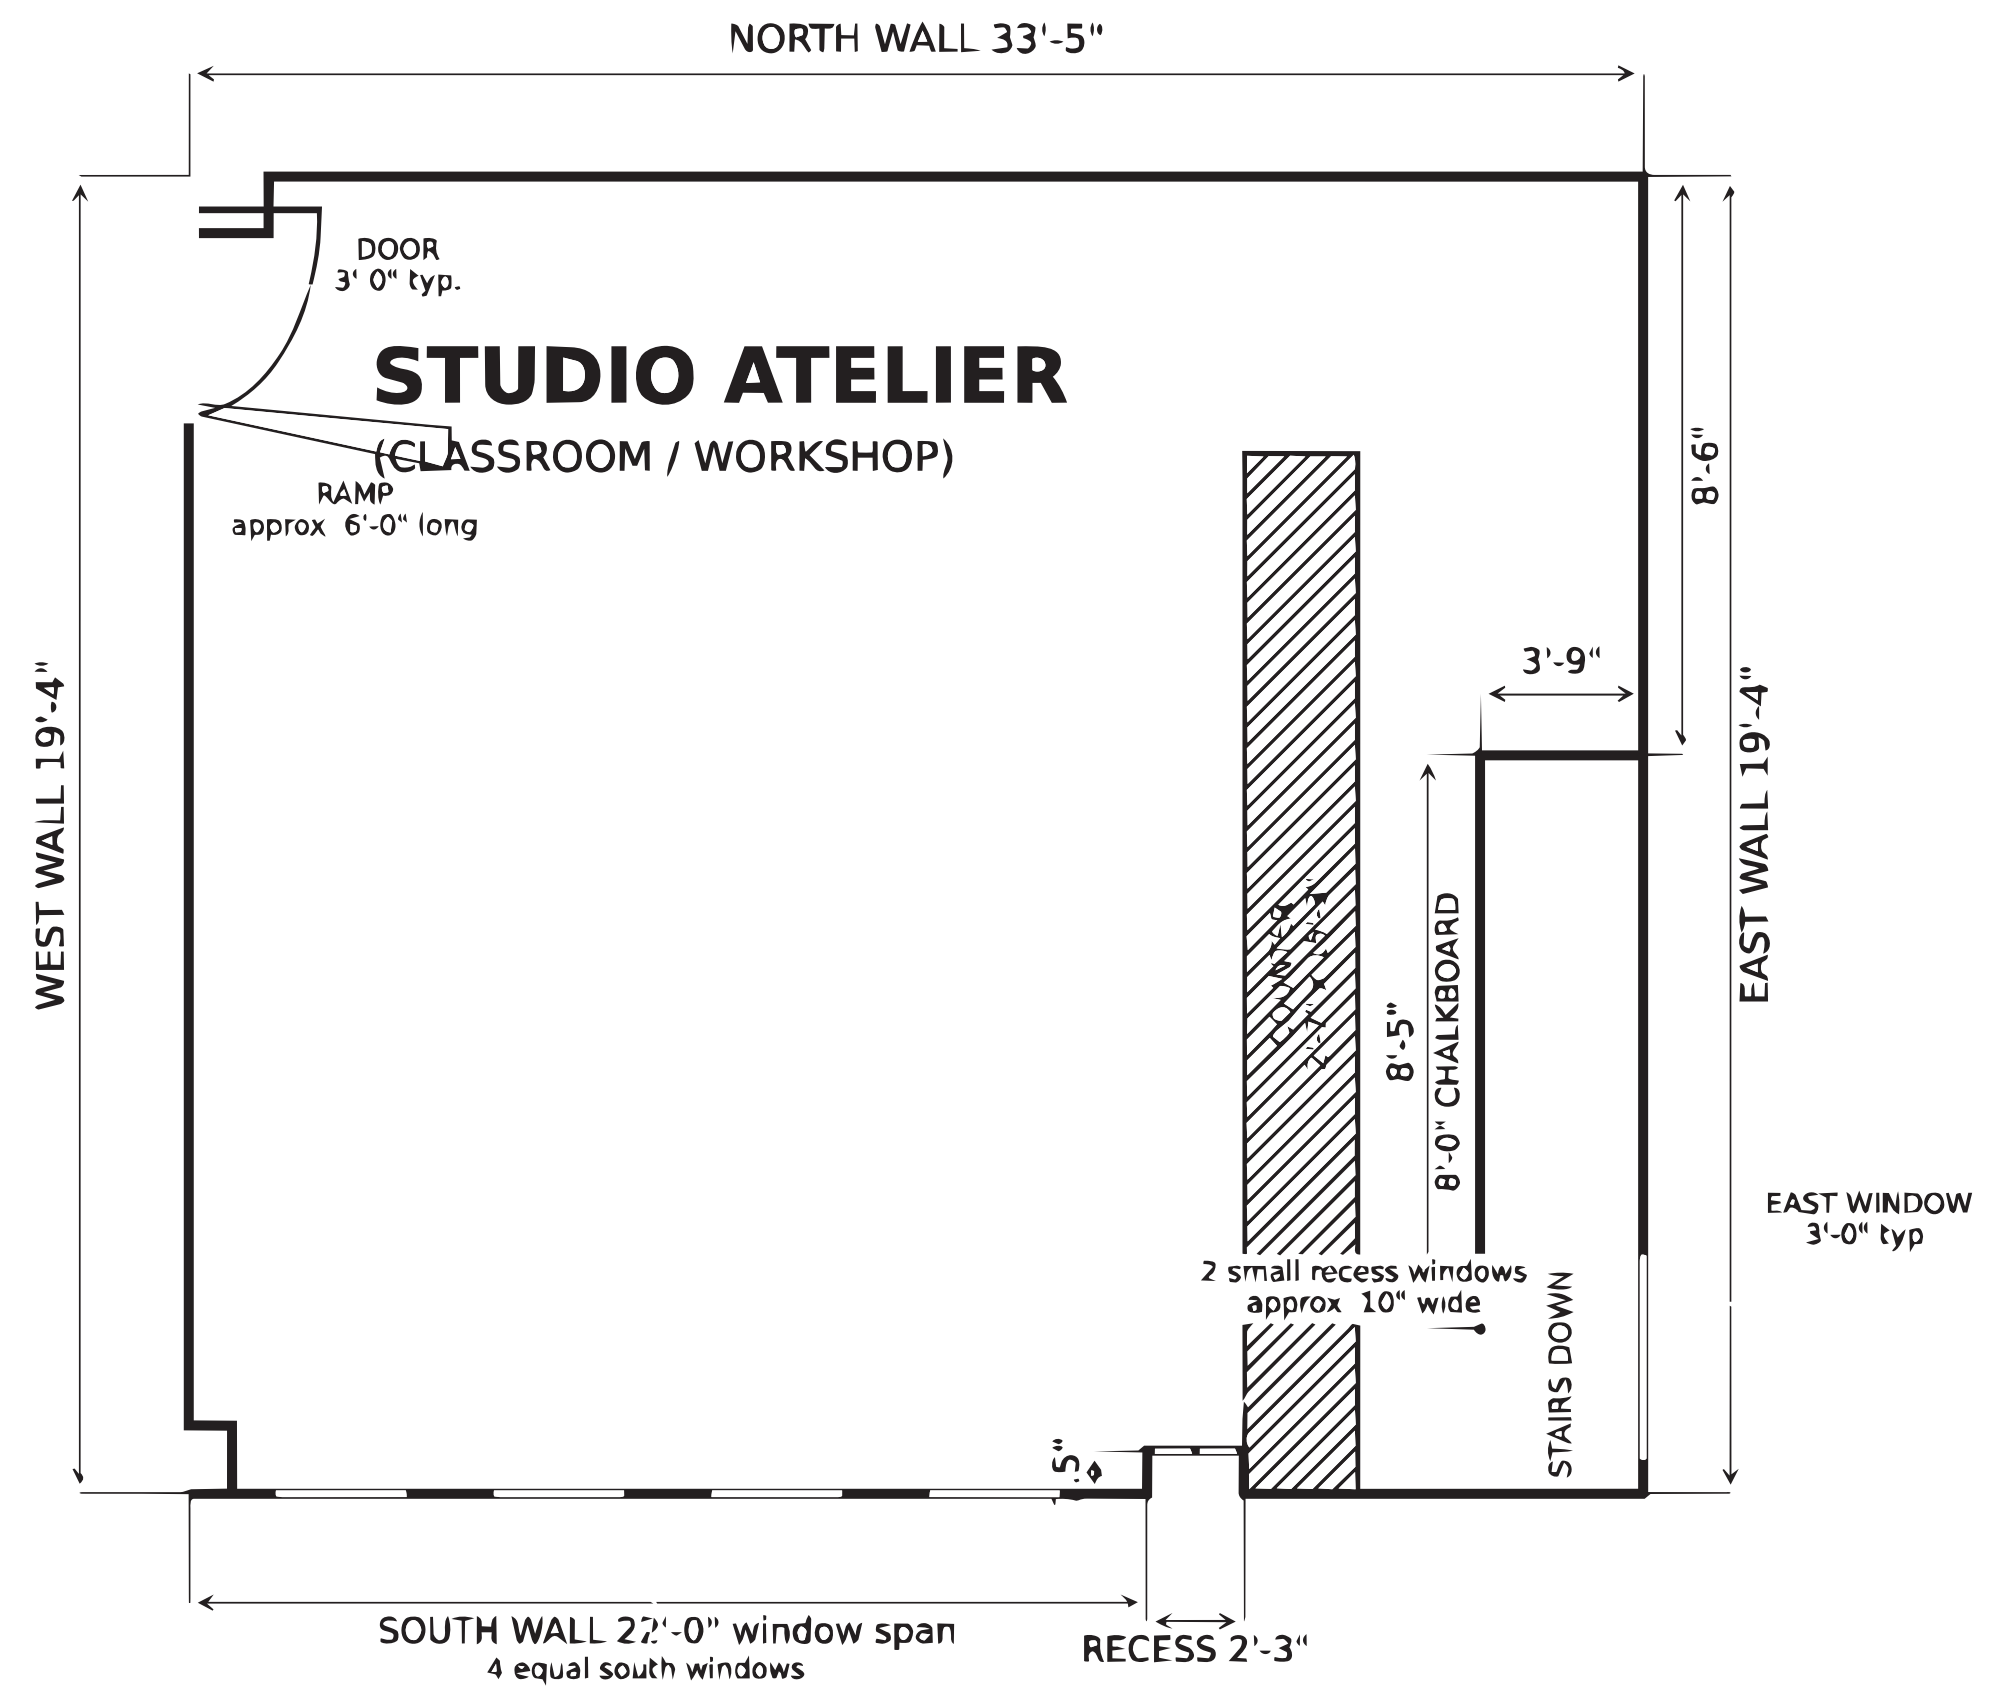 NORTH WALL 33'-5"
DOOR
3' 0" typ.
STUDIO ATELIER
(CLASSROOM / WORKSHOP)
RAMP
approx 6'-0" long
WEST WALL 19'-4"
8'-6"
3'-9"
EAST WALL 19'-4"
COUNTER
8'-5"
8'-0" CHALKBOARD
EAST WINDOW
3'-0" typ
2 small recess windows
approx 10" wide
STAIRS DOWN
5"
SOUTH WALL 22'-0" window span
4 equal south windows
RECESS 2'-3"